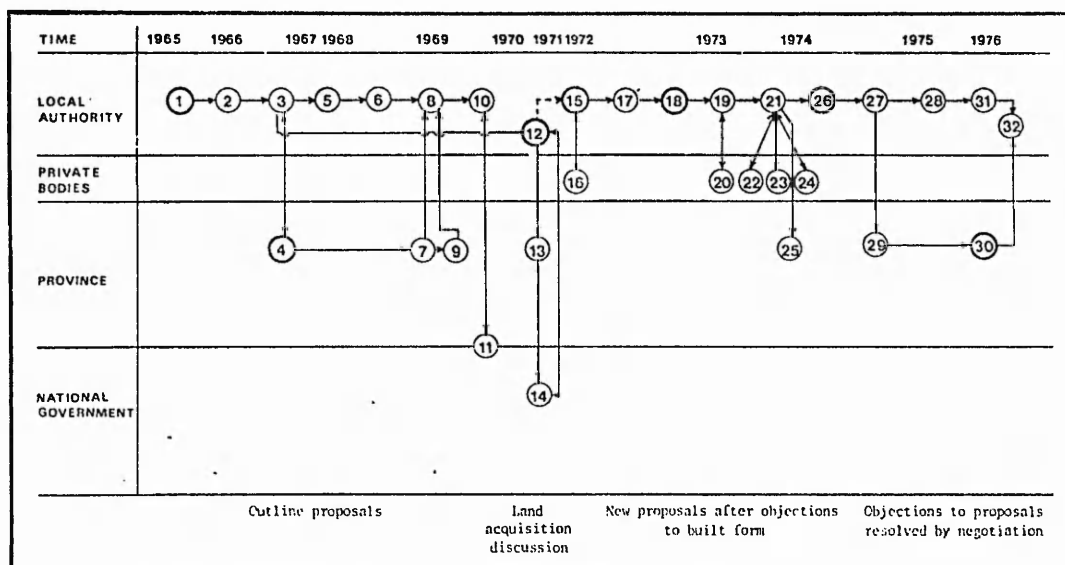 TIME 1965 1966 1967 1968 1969 1970 1971 1972 1973 1974 1975 1976
LOCAL AUTHORITY
1 2 3 5 6 8 10 12 15 17 18 19 21 26 27 28 31 32
PRIVATE BODIES
16 20 22 23 24
PROVINCE
4 7 9 13 25 29 30
11
NATIONAL GOVERNMENT
14
Outline proposals
Land acquisition discussion
New proposals after objections to built form
Objections to proposals resolved by negotiation